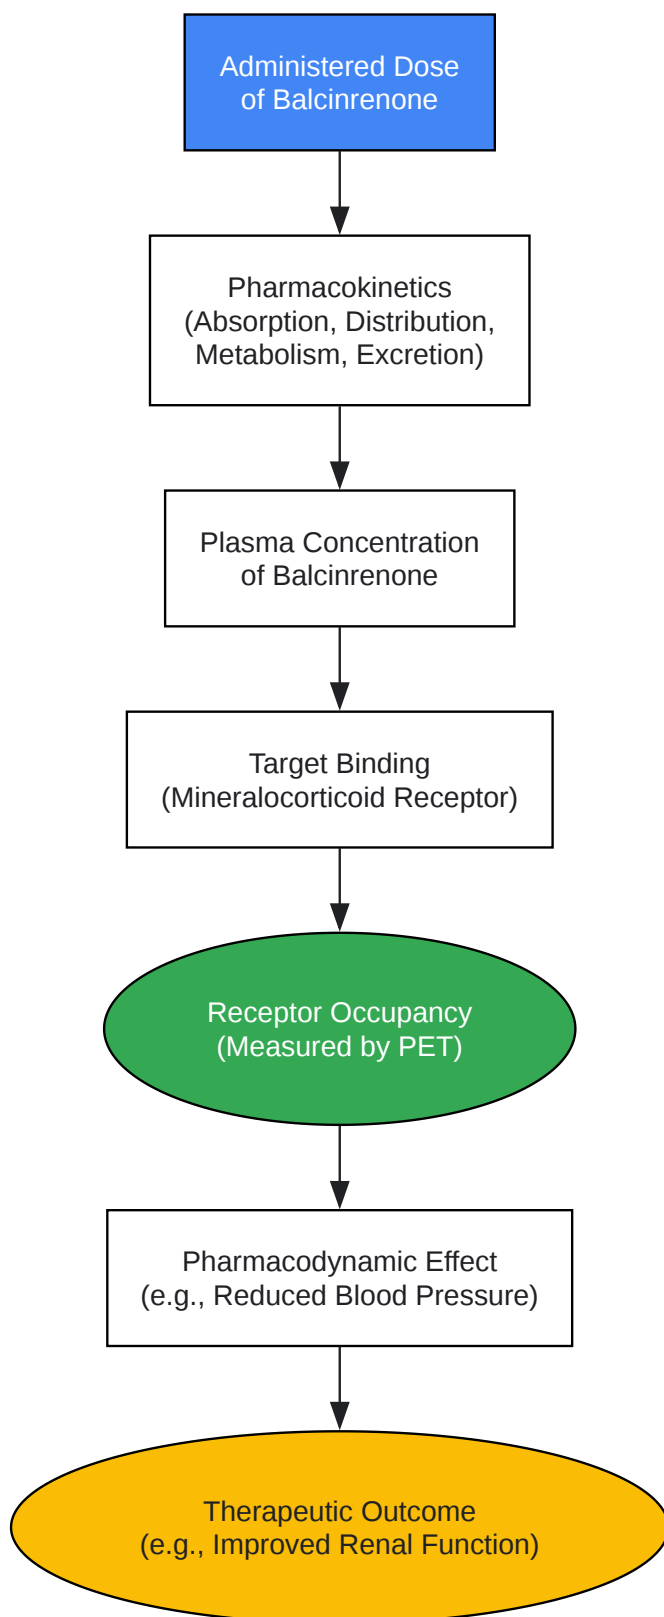 Administered Dose
of Balcinrenone
Pharmacokinetics
(Absorption, Distribution,
Metabolism, Excretion)
Plasma Concentration
of Balcinrenone
Target Binding
(Mineralocorticoid Receptor)
Receptor Occupancy
(Measured by PET)
Pharmacodynamic Effect
(e.g., Reduced Blood Pressure)
Therapeutic Outcome
(e.g., Improved Renal Function)